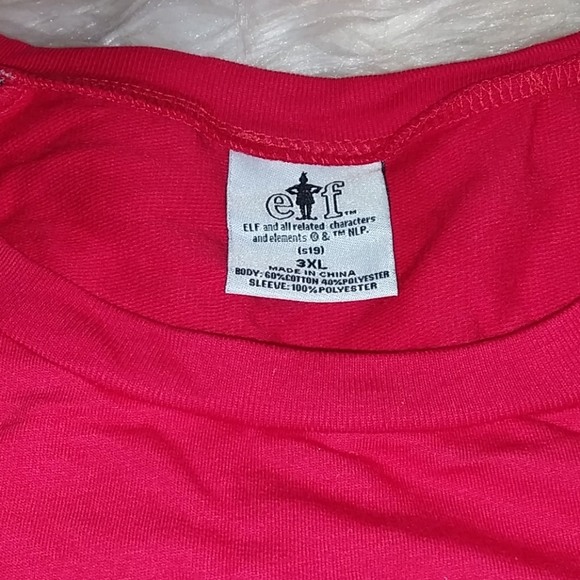 elf™
ELF and all related characters
and elements © & ™ NLP.
(s19)
3XL
MADE IN CHINA
BODY: 60%COTTON 40%POLYESTER
SLEEVE: 100%POLYESTER